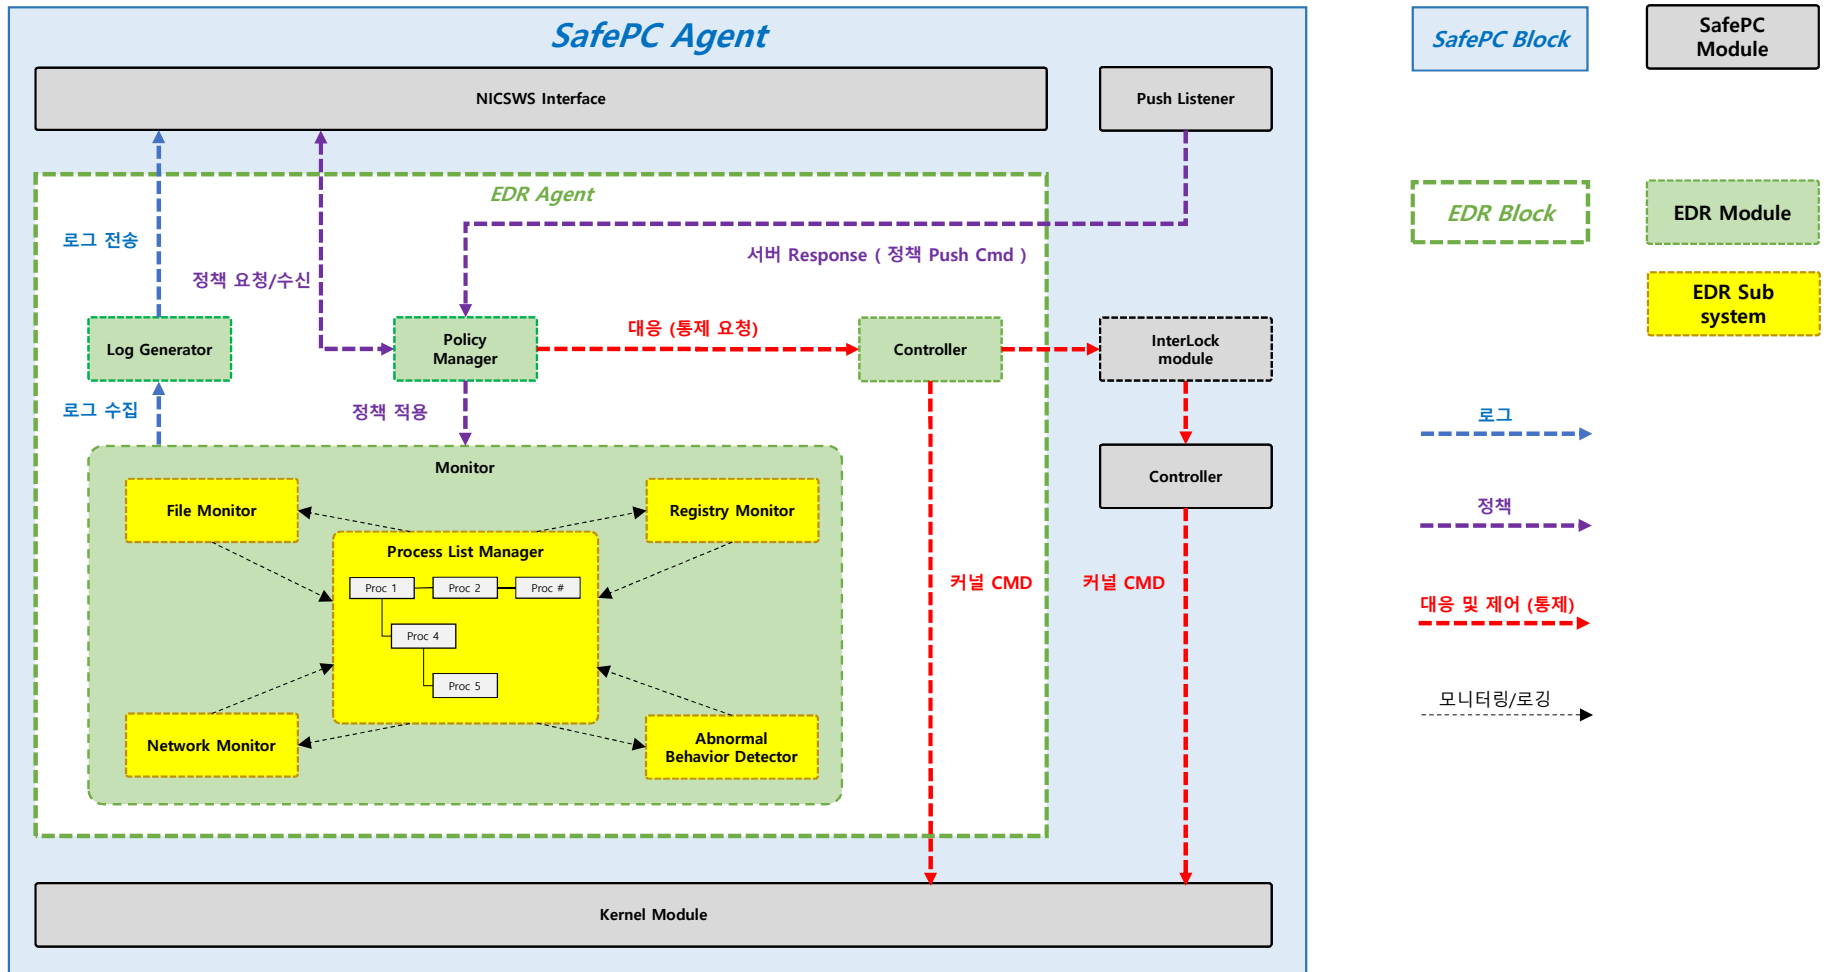 SafePC Agent
NICSWS Interface
Push Listener
EDR Agent
로그 전송
정책 요청/수신
서버 Response ( 정책 Push Cmd )
Log Generator
Policy
Manager
대응 (통제 요청)
Controller
InterLock
module
로그 수집
정책 적용
Monitor
File Monitor
Registry Monitor
Controller
Process List Manager
Proc 1
Proc 2
Proc #
Proc 4
Proc 5
커널 CMD
커널 CMD
Network Monitor
Abnormal
Behavior Detector
Kernel Module
SafePC Block
SafePC
Module
EDR Block
EDR Module
EDR Sub
system
로그
정책
대응 및 제어 (통제)
모니터링/로깅